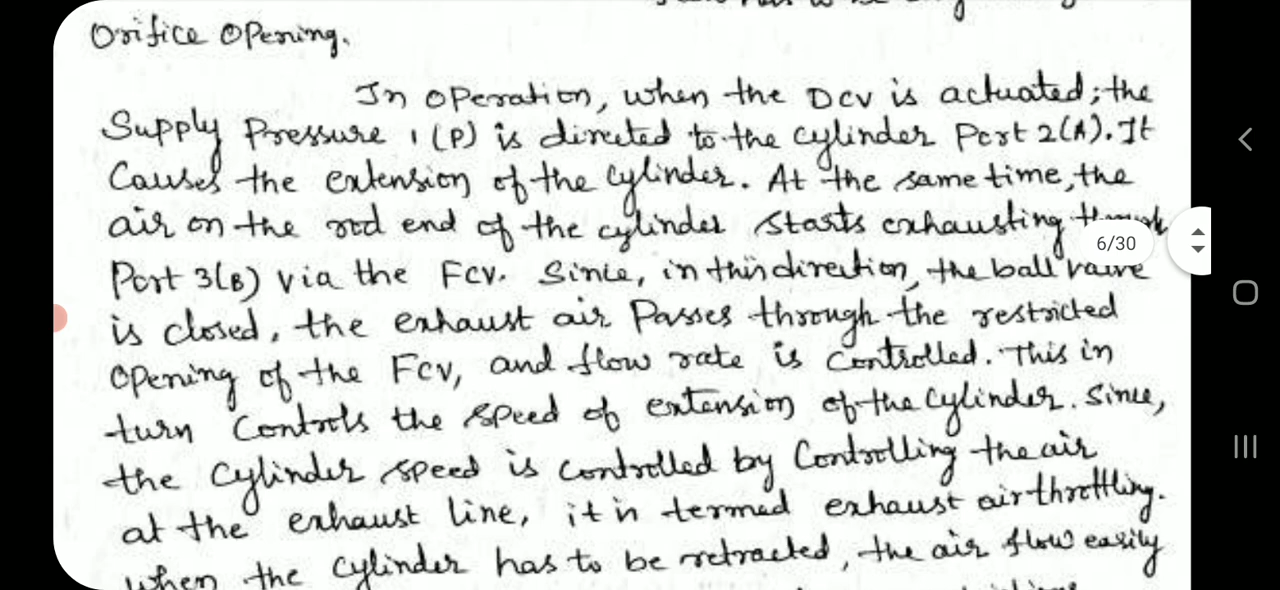 Orifice Opening.
In operation, when the DCV is actuated; the
Supply Pressure 1 (P) is directed to the cylinder Port 2(A). It
Causes the extension of the cylinder. At the same time, the
air on the rod end of the cylinder starts exhausting through
6/30
Port 3(B) via the FCV. Since, in this direction, the ball valve
is closed, the exhaust air Passes through the restricted
opening of the FCV, and flow rate is Controlled. This in
turn Controls the speed of extension of the Cylinder. Since,
the Cylinder speed is controlled by Controlling the air
at the exhaust line, it is termed exhaust air throttling.
when the cylinder has to be retracted, the air flow easily